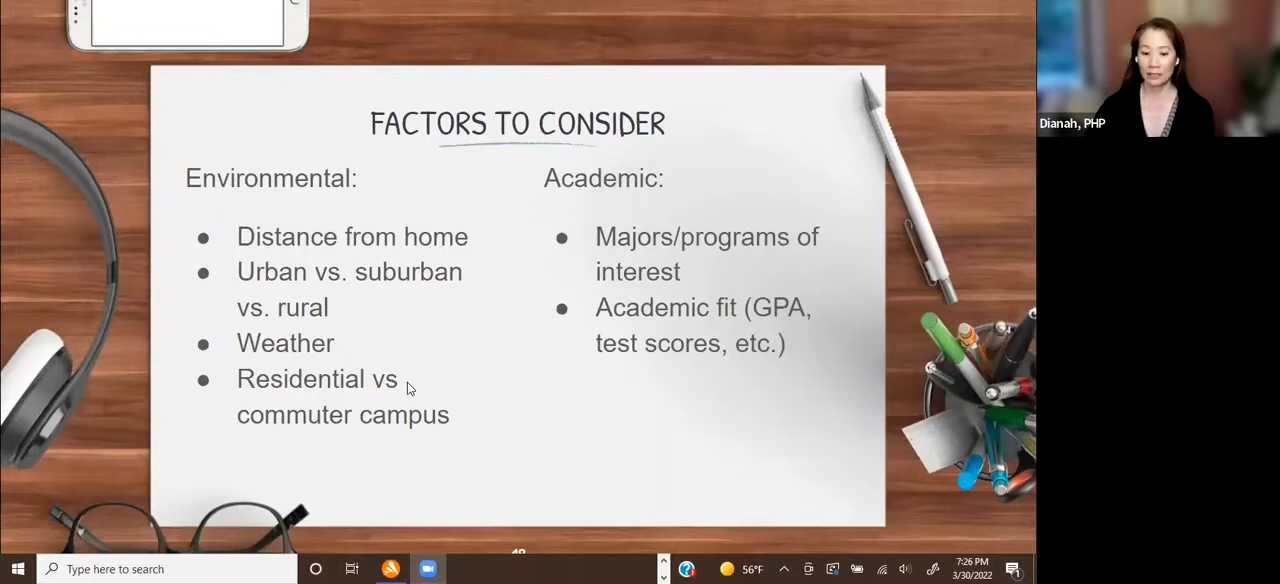 FACTORS TO CONSIDER
Environmental:
Distance from home
Urban vs. suburban
vs. rural
Weather
Residential vs
commuter campus
Academic:
Majors/programs of
interest
Academic fit (GPA,
test scores, etc.)
Dianah, PHP
Type here to search
56°F
7:26 PM
3/30/2022
1